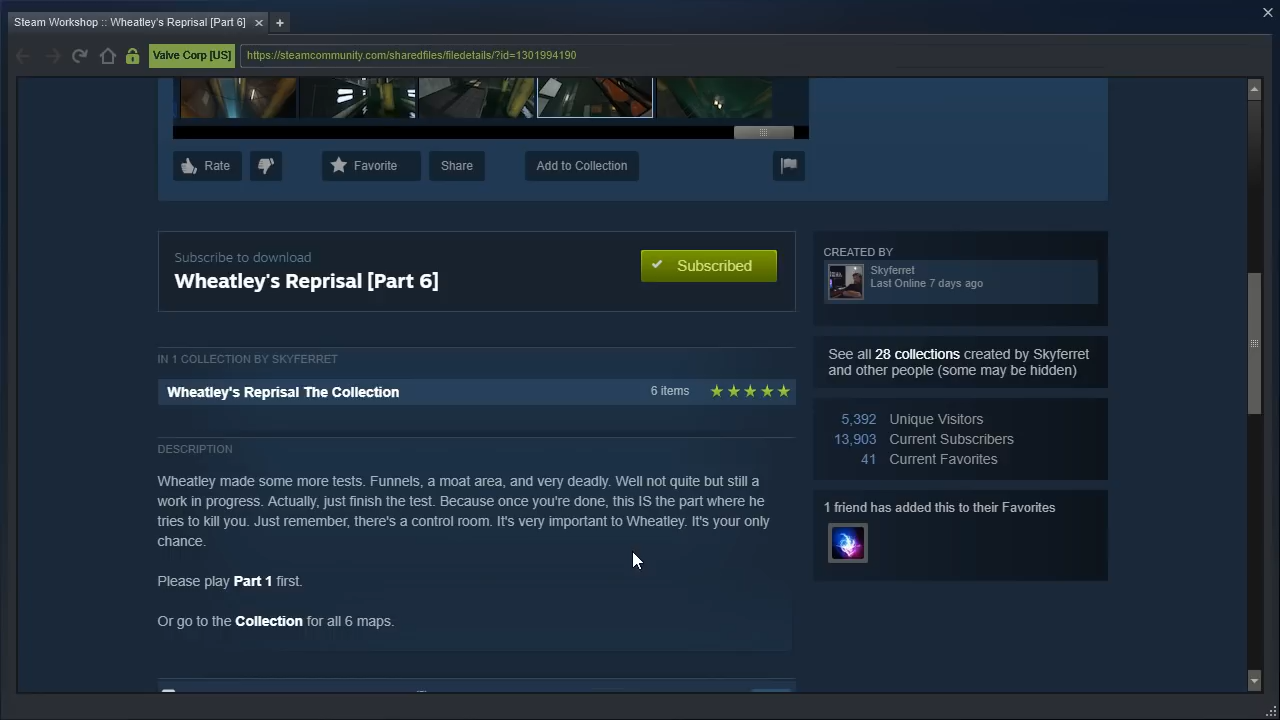 Steam Workshop :: Wheatley's Reprisal [Part 6]
Valve Corp [US]
https://steamcommunity.com/sharedfiles/filedetails/?id=1301994190
Rate
Favorite
Share
Add to Collection
Subscribe to download
Wheatley's Reprisal [Part 6]
Subscribed
IN 1 COLLECTION BY SKYFERRET
Wheatley's Reprisal The Collection
6 items
DESCRIPTION
Wheatley made some more tests. Funnels, a moat area, and very deadly. Well not quite but still a
work in progress. Actually, just finish the test. Because once you're done, this IS the part where he
tries to kill you. Just remember, there's a control room. It's very important to Wheatley. It's your only
chance.
Please play Part 1 first.
Or go to the Collection for all 6 maps.
CREATED BY
Skyferret
Last Online 7 days ago
See all 28 collections created by Skyferret
and other people (some may be hidden)
5,392 Unique Visitors
13,903 Current Subscribers
41 Current Favorites
1 friend has added this to their Favorites